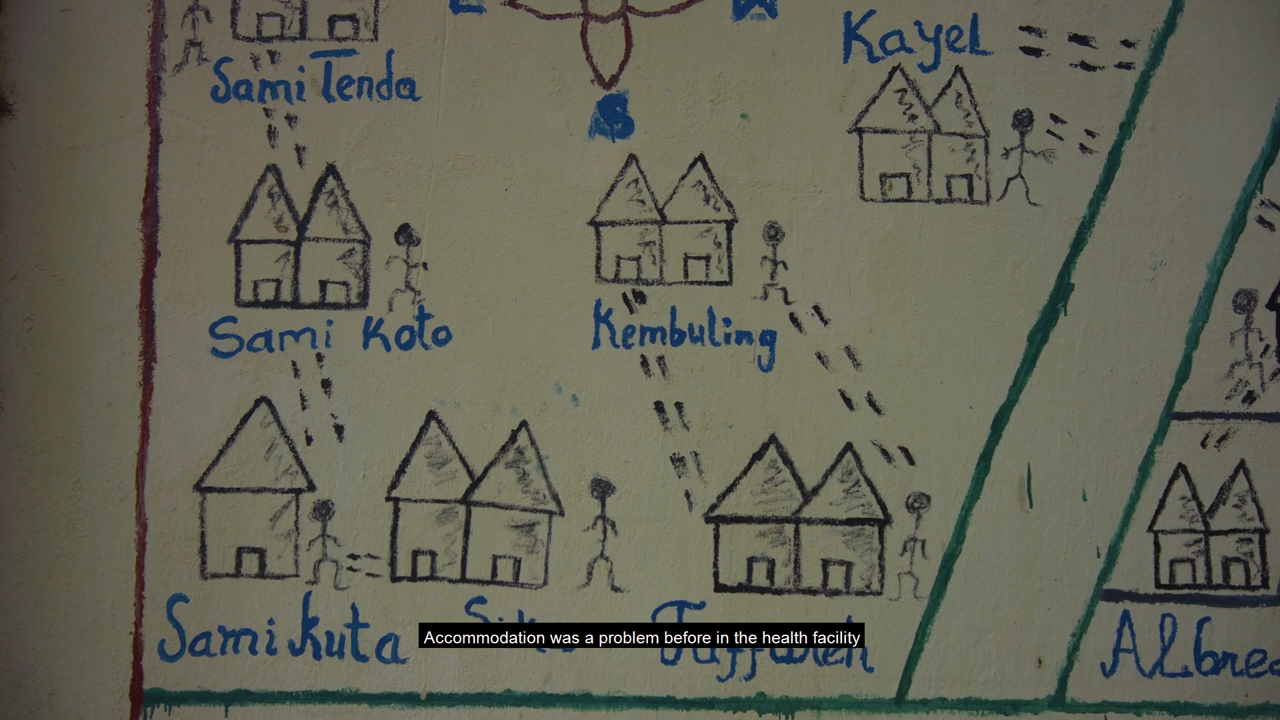 Kayel
Sami Tenda
S
Sami Koto
Kembuling
Sami kuta
Accommodation was a problem before in the health facility